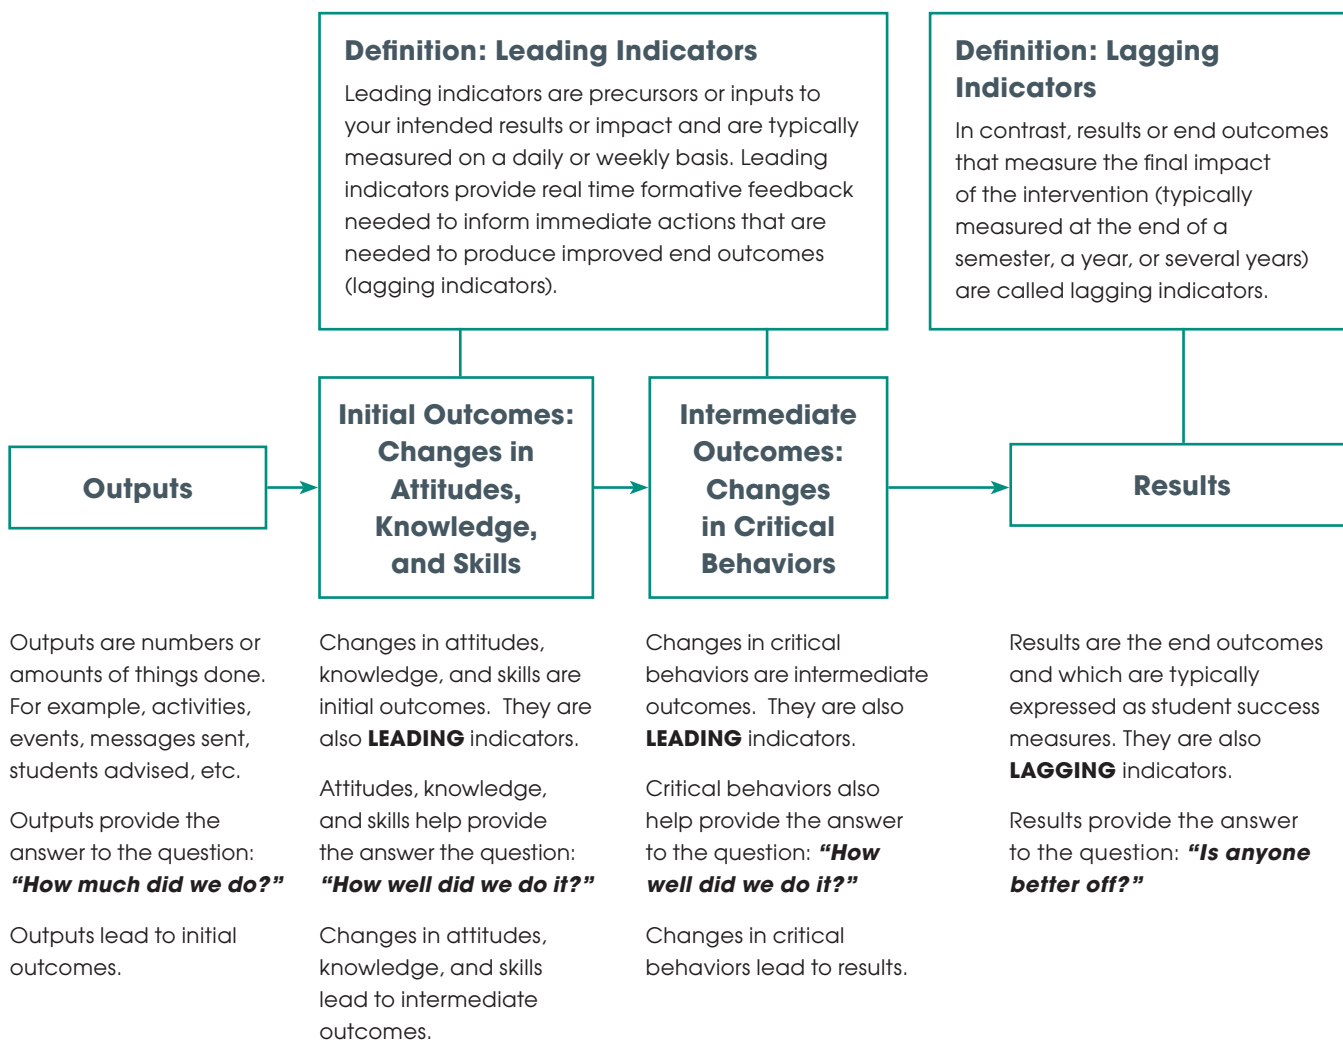 Definition: Leading Indicators
Leading indicators are precursors or inputs to
your intended results or impact and are typically
measured on a daily or weekly basis. Leading
indicators provide real time formative feedback
needed to inform immediate actions that are
needed to produce improved end outcomes
(lagging indicators).
Definition: Lagging
Indicators
In contrast, results or end outcomes
that measure the final impact
of the intervention (typically
measured at the end of a
semester, a year, or several years)
are called lagging indicators.
Outputs
Initial Outcomes:
Changes in
Attitudes,
Knowledge,
and Skills
Intermediate
Outcomes:
Changes
in Critical
Behaviors
Results
Outputs are numbers or
amounts of things done.
For example, activities,
events, messages sent,
students advised, etc.
Outputs provide the
answer to the question:
“How much did we do?”
Outputs lead to initial
outcomes.
Changes in attitudes,
knowledge, and skills are
initial outcomes.  They are
also LEADING indicators.
Attitudes, knowledge,
and skills help provide
the answer the question:
“How well did we do it?”
Changes in attitudes,
knowledge, and skills
lead to intermediate
outcomes.
Changes in critical
behaviors are intermediate
outcomes.  They are also
LEADING indicators.
Critical behaviors also
help provide the answer
to the question: “How
well did we do it?”
Changes in critical
behaviors lead to results.
Results are the end outcomes
and which are typically
expressed as student success
measures. They are also
LAGGING indicators.
Results provide the answer
to the question: “Is anyone
better off?”